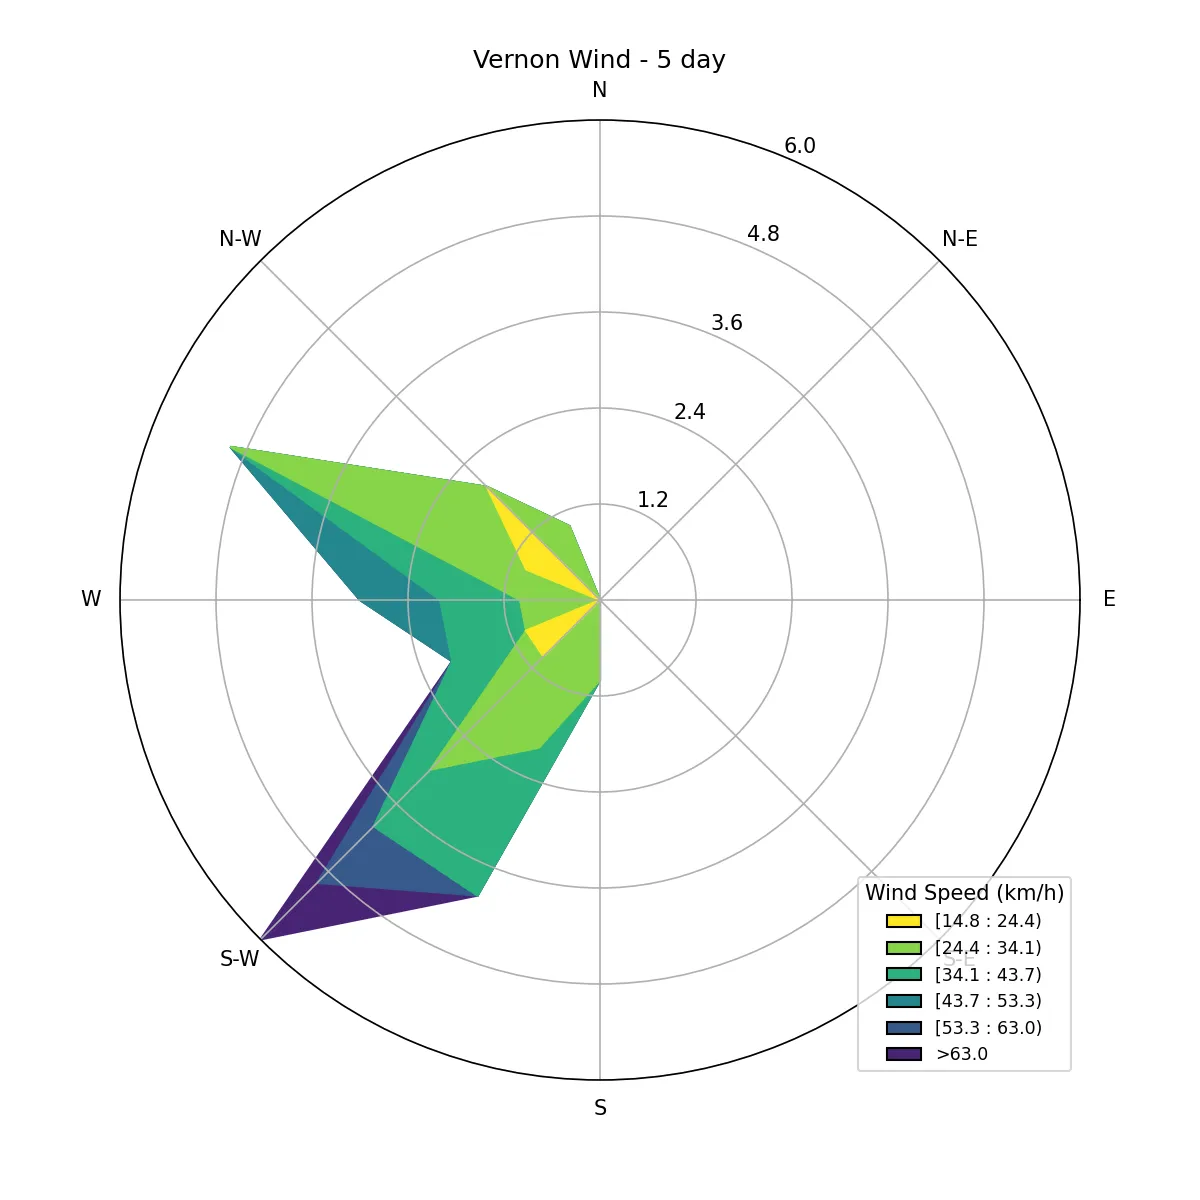 Vernon Wind - 5 day
N
6.0
4.8
N-W
N-E
3.6
2.4
1.2
W
E
Wind Speed (km/h)
[14.8 : 24.4)
[24.4 : 34.1)
S-W
S-E
[34.1 : 43.7)
[43.7 : 53.3)
[53.3 : 63.0)
>63.0
S